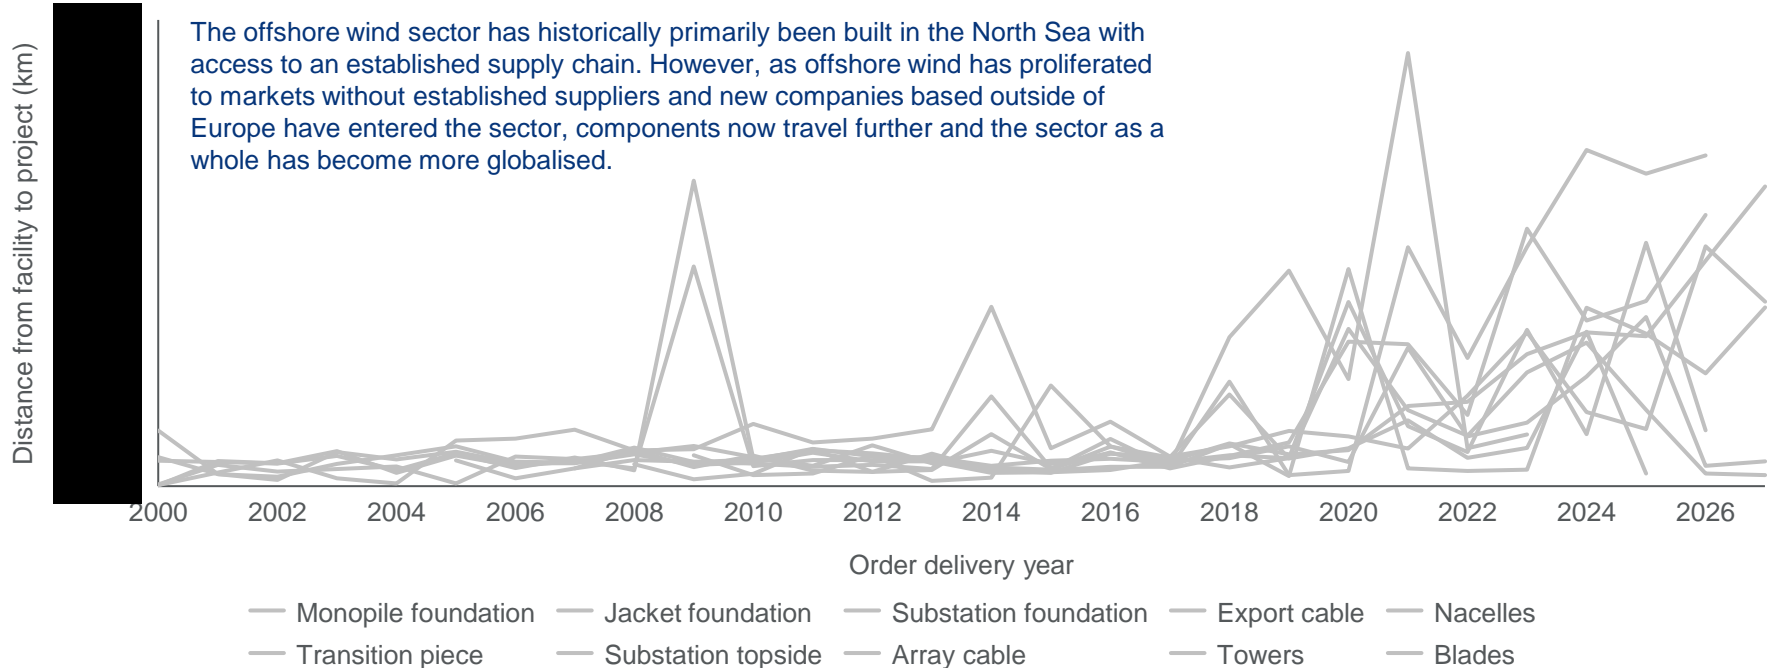 The offshore wind sector has historically primarily been built in the North Sea with
access to an established supply chain. However, as offshore wind has proliferated
to markets without established suppliers and new companies based outside of
Europe have entered the sector, components now travel further and the sector as a
whole has become more globalised.
Distance from facility to project (km)
2000 2002 2004 2006 2008 2010 2012 2014 2016 2018 2020 2022 2024 2026
Order delivery year
Monopile foundation Jacket foundation Substation foundation Export cable Nacelles
Transition piece Substation topside Array cable Towers Blades